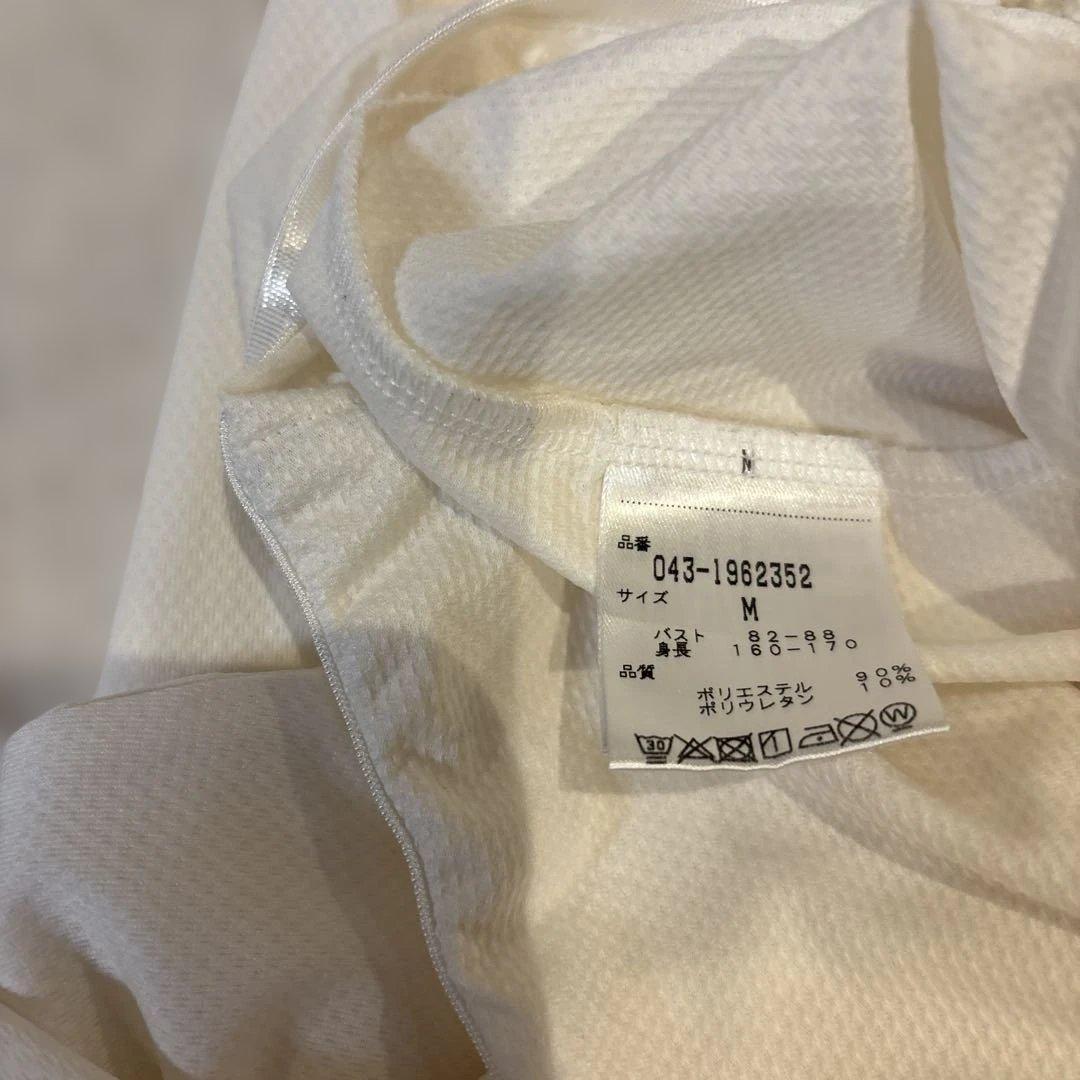 品番
043-1962352
サイズ
M
バスト 82-88
身長 160-170
品質
ポリエステル 90%
ポリウレタン 10%
30 W